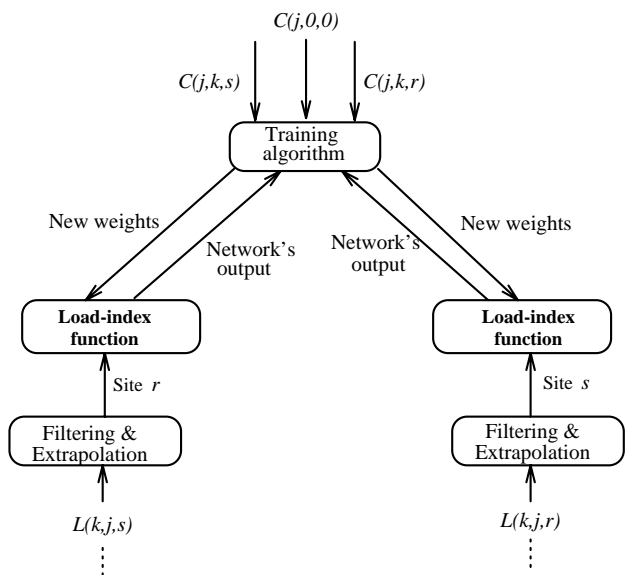 C(j,0,0)
C(j,k,s)
C(j,k,r)
Training
algorithm
New weights
Network's
output
Network's
output
New weights
Load-index
function
Load-index
function
Site r
Site s
Filtering &
Extrapolation
Filtering &
Extrapolation
L(k,j,s)
L(k,j,r)